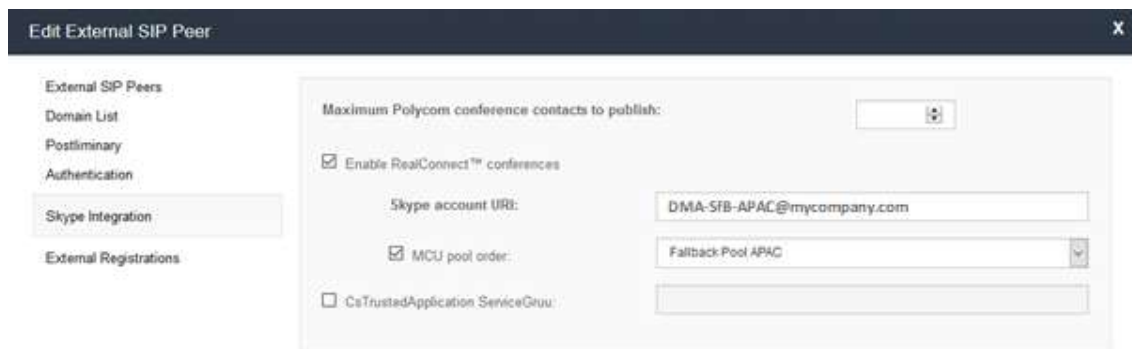 Edit External SIP Peer
X
External SIP Peers
Domain List
Postliminary
Authentication
Skype Integration
External Registrations
Maximum Polycom conference contacts to publish:
Enable RealConnect™ conferences
Skype account URI:
DMA-SfB-APAC@mycompany.com
MCU pool order:
Fallback Pool APAC
CsTrustedApplication ServiceGruu: